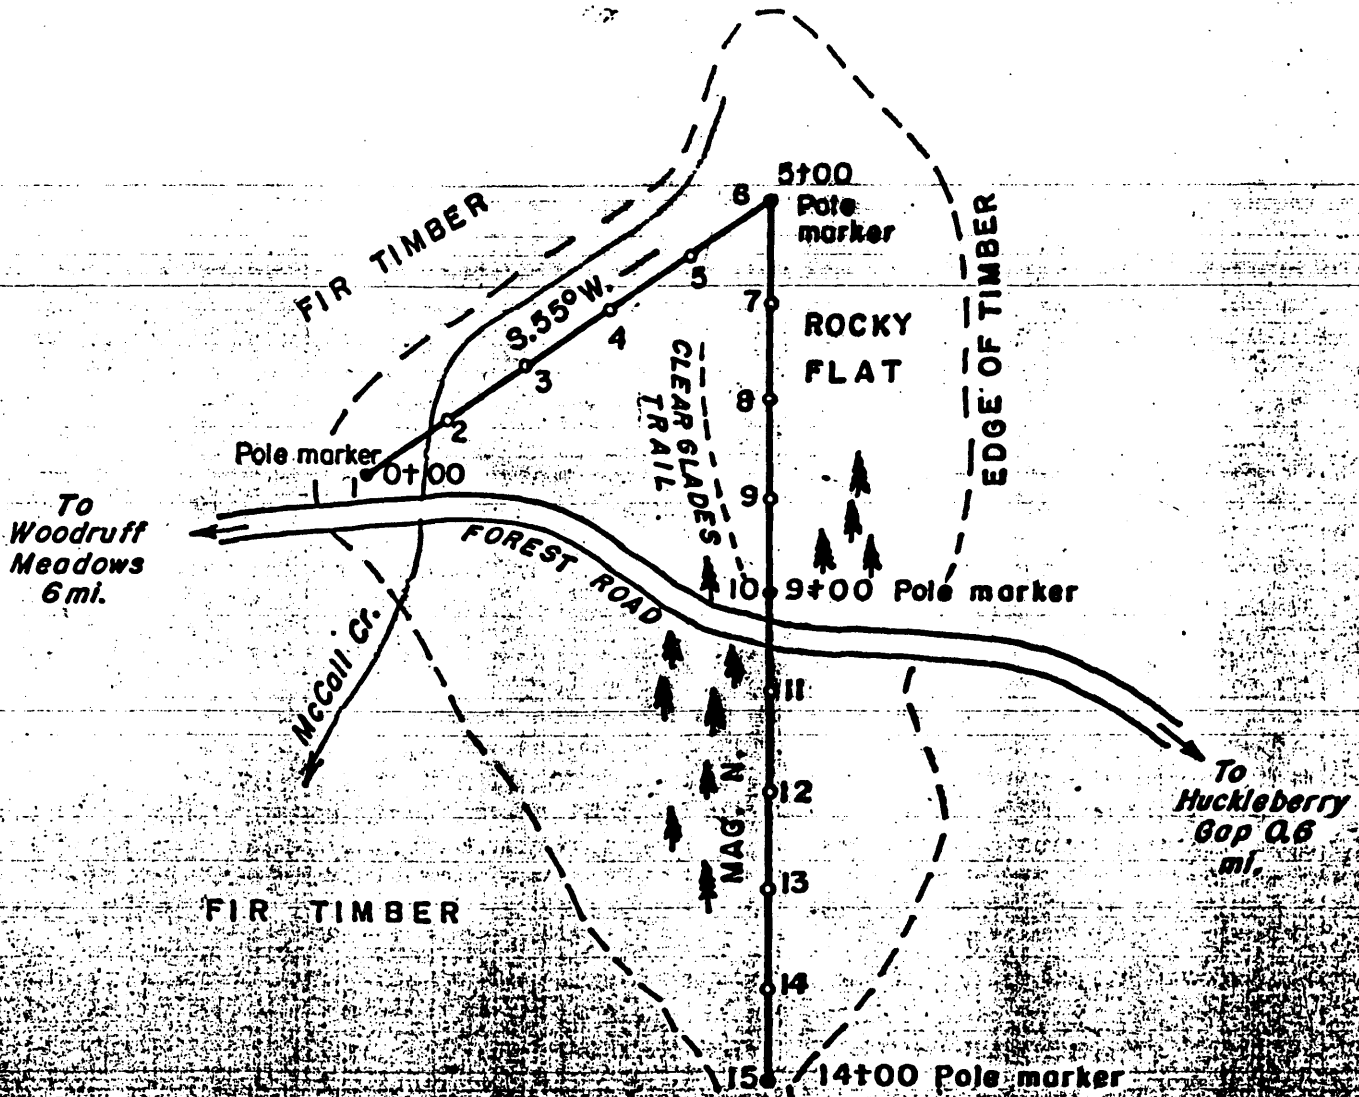 5+00
Pole
marker
6
FIR TIMBER
EDGE OF TIMBER
5
S.55°W.
7
4
ROCKY
FLAT
3
CLEAR GLADES
TRAIL
8
2
Pole marker
0+00
1
9
To
Woodruff
Meadows
6 mi.
FOREST ROAD
10
9+00 Pole marker
McCall Cr.
11
MAG. N.
12
To
Huckleberry
Gap 0.6
mi.
13
FIR TIMBER
14
15
14+00 Pole marker